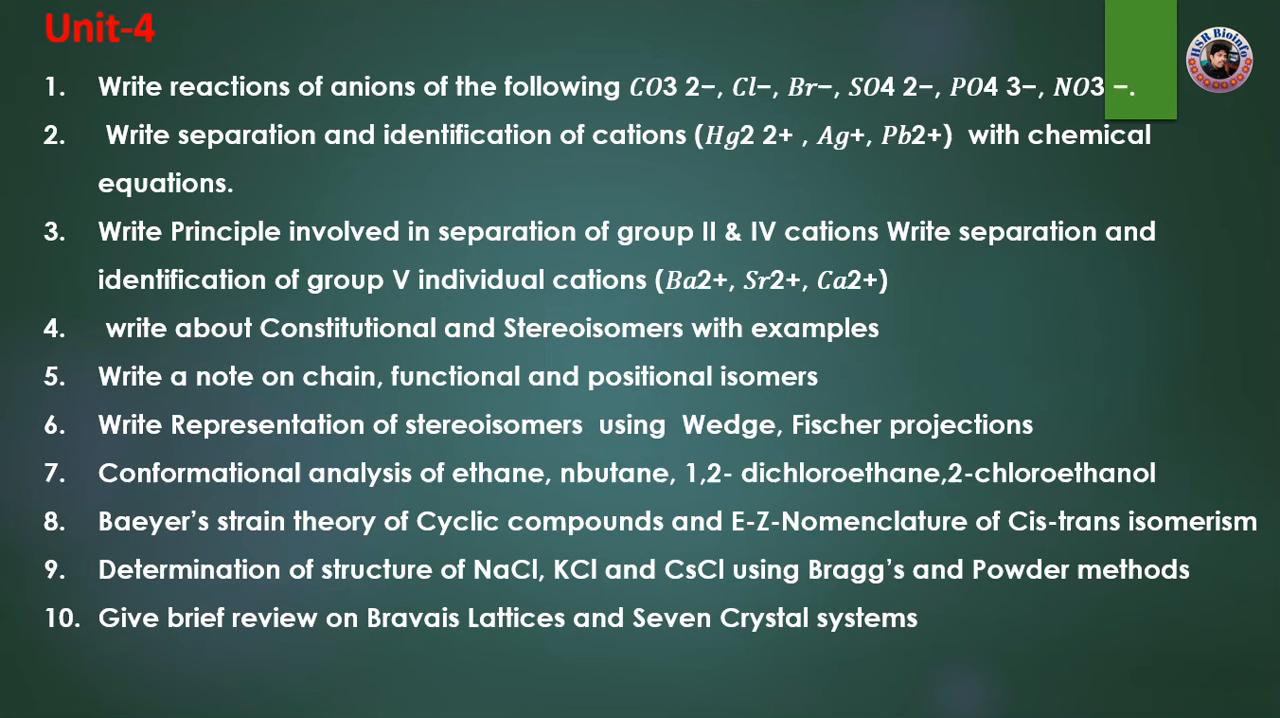 Unit-4
HSR Bioinfo
1. Write reactions of anions of the following CO3 2−, Cl−, Br−, SO4 2−, PO4 3−, NO3 −.
2. Write separation and identification of cations (Hg2 2+ , Ag+, Pb2+) with chemical
equations.
3. Write Principle involved in separation of group II & IV cations Write separation and
identification of group V individual cations (Ba2+, Sr2+, Ca2+)
4. write about Constitutional and Stereoisomers with examples
5. Write a note on chain, functional and positional isomers
6. Write Representation of stereoisomers using Wedge, Fischer projections
7. Conformational analysis of ethane, nbutane, 1,2- dichloroethane,2-chloroethanol
8. Baeyer’s strain theory of Cyclic compounds and E-Z-Nomenclature of Cis-trans isomerism
9. Determination of structure of NaCl, KCl and CsCl using Bragg’s and Powder methods
10. Give brief review on Bravais Lattices and Seven Crystal systems